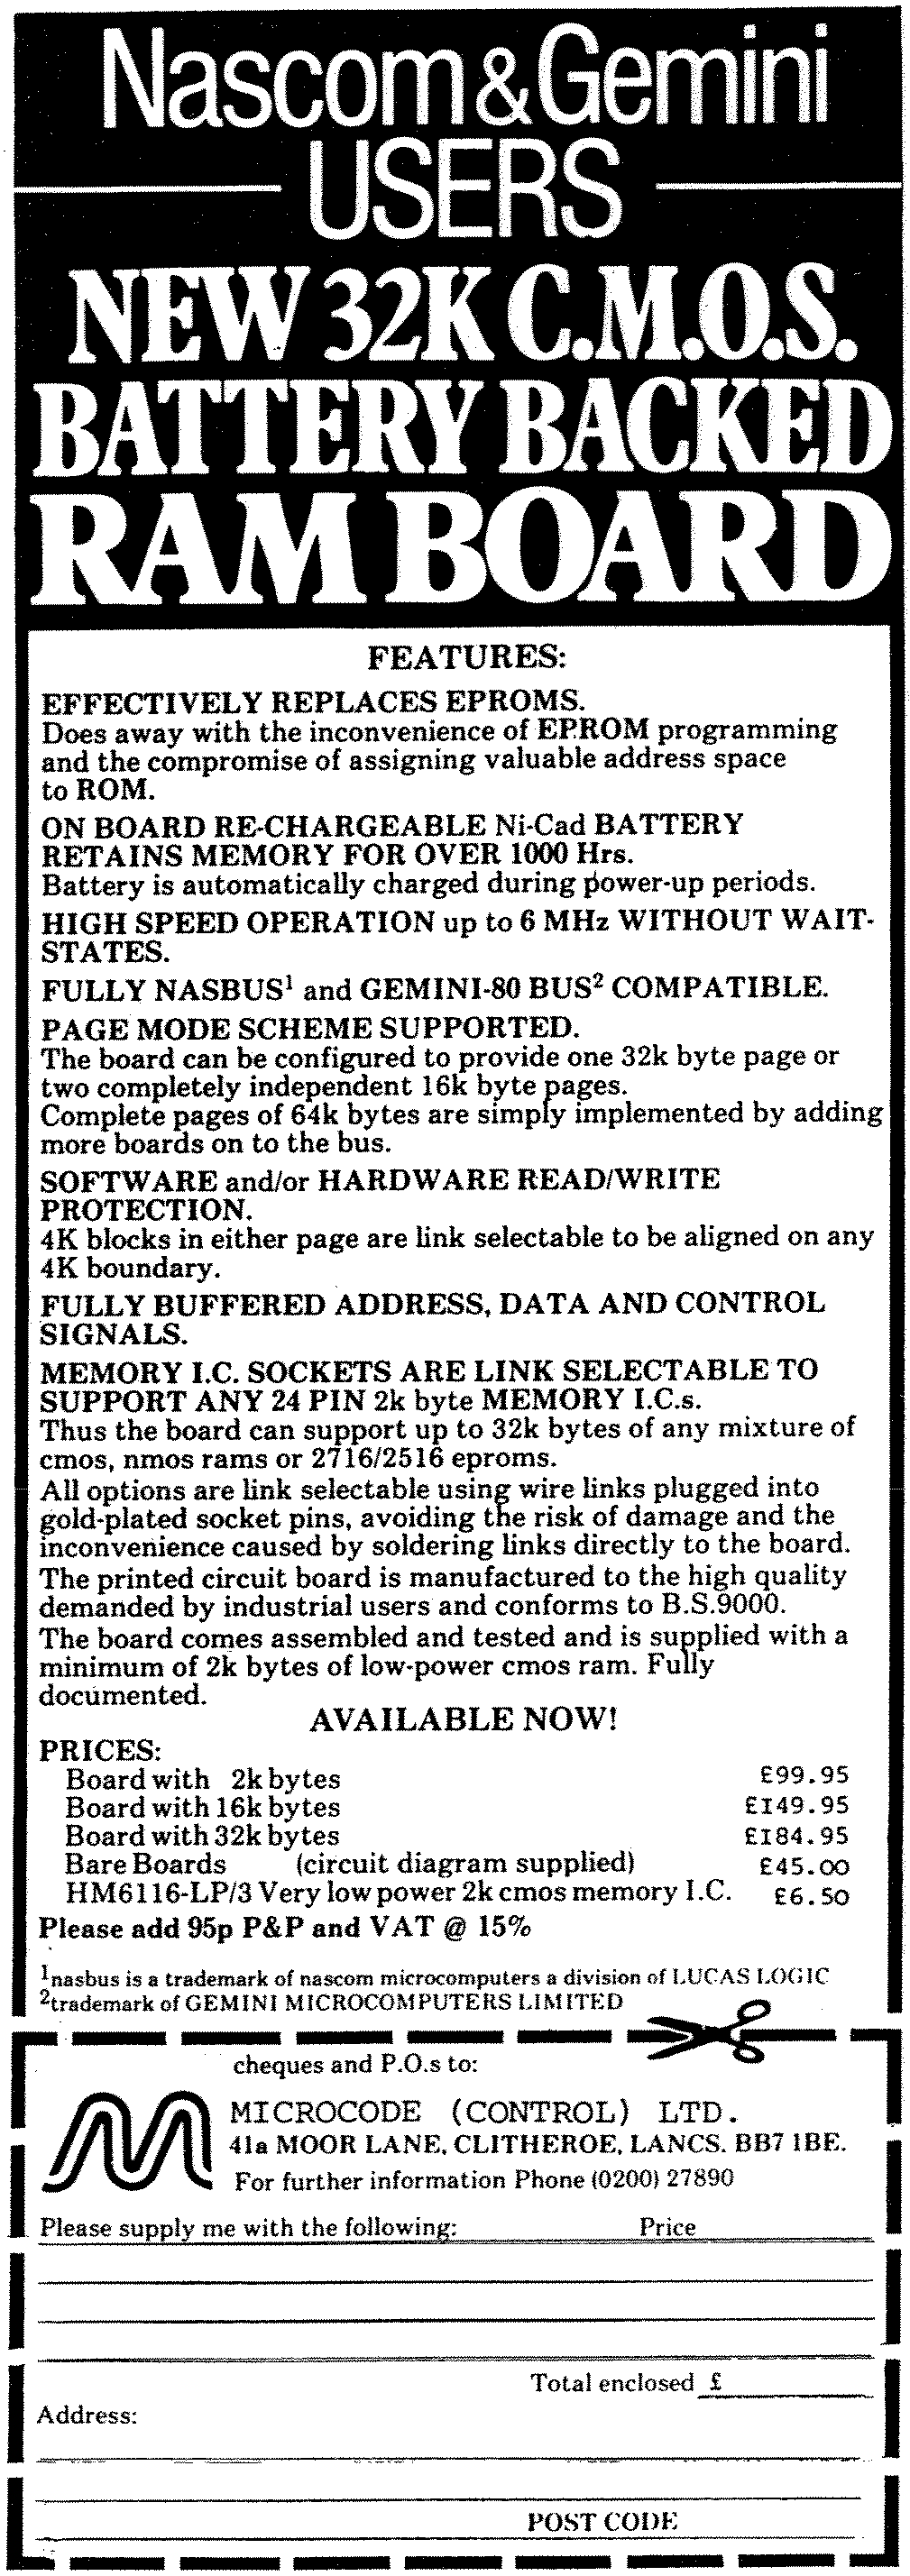 Nascom & Gemini
USERS
NEW 32K C.M.O.S.
BATTERY BACKED
RAM BOARD
FEATURES:
EFFECTIVELY REPLACES EPROMS.
Does away with the inconvenience of EPROM programming
and the compromise of assigning valuable address space
to ROM.
ON BOARD RE-CHARGEABLE Ni-Cad BATTERY
RETAINS MEMORY FOR OVER 1000 Hrs.
Battery is automatically charged during power-up periods.
HIGH SPEED OPERATION up to 6 MHz WITHOUT WAIT-
STATES.
FULLY NASBUS¹ and GEMINI-80 BUS² COMPATIBLE.
PAGE MODE SCHEME SUPPORTED.
The board can be configured to provide one 32k byte page or
two completely independent 16k byte pages.
Complete pages of 64k bytes are simply implemented by adding
more boards on to the bus.
SOFTWARE and/or HARDWARE READ/WRITE
PROTECTION.
4K blocks in either page are link selectable to be aligned on any
4K boundary.
FULLY BUFFERED ADDRESS, DATA AND CONTROL
SIGNALS.
MEMORY I.C. SOCKETS ARE LINK SELECTABLE TO
SUPPORT ANY 24 PIN 2k byte MEMORY I.C.s.
Thus the board can support up to 32k bytes of any mixture of
cmos, nmos rams or 2716/2516 eproms.
All options are link selectable using wire links plugged into
gold-plated socket pins, avoiding the risk of damage and the
inconvenience caused by soldering links directly to the board.
The printed circuit board is manufactured to the high quality
demanded by industrial users and conforms to B.S.9000.
The board comes assembled and tested and is supplied with a
minimum of 2k bytes of low-power cmos ram. Fully
documented.
AVAILABLE NOW!
PRICES:
Board with 2k bytes £99.95
Board with 16k bytes £I49.95
Board with 32k bytes £I84.95
Bare Boards (circuit diagram supplied) £45.00
HM6116-LP/3 Very low power 2k cmos memory I.C. £6.50
Please add 95p P&P and VAT @ 15%
¹nasbus is a trademark of nascom microcomputers a division of LUCAS LOGIC
²trademark of GEMINI MICROCOMPUTERS LIMITED
cheques and P.O.s to:
MICROCODE (CONTROL) LTD.
41a MOOR LANE, CLITHEROE, LANCS. BB7 1BE.
For further information Phone (0200) 27890
Please supply me with the following: Price
Total enclosed £
Address:
POST CODE